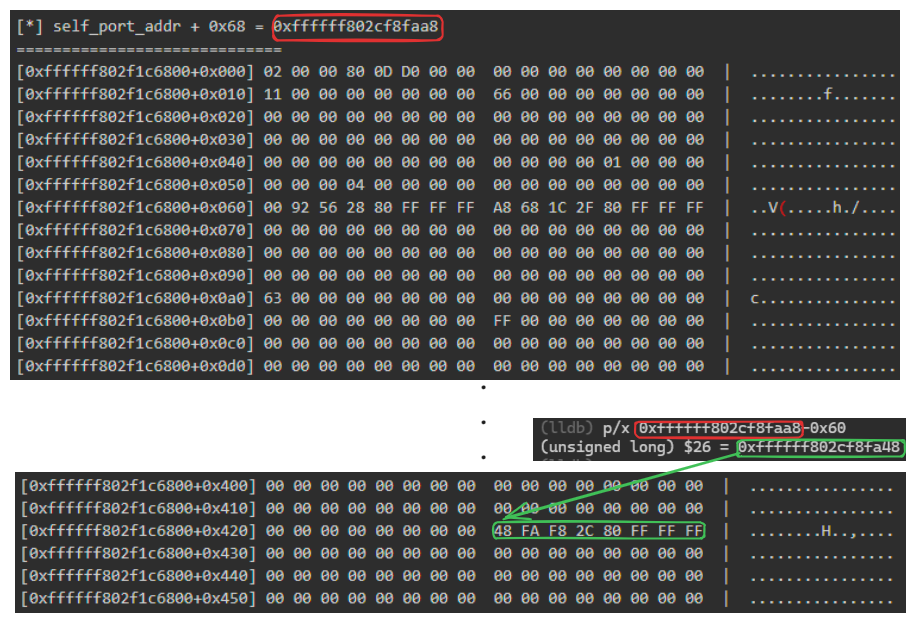 [*] self_port_addr + 0x68 = 0xffffff802cf8faa8
=============================
[0xffffff802f1c6800+0x000] 02 00 00 80 0D D0 00 00  00 00 00 00 00 00 00 00  |  ................
[0xffffff802f1c6800+0x010] 11 00 00 00 00 00 00 00  66 00 00 00 00 00 00 00  |  ........f.......
[0xffffff802f1c6800+0x020] 00 00 00 00 00 00 00 00  00 00 00 00 00 00 00 00  |  ................
[0xffffff802f1c6800+0x030] 00 00 00 00 00 00 00 00  00 00 00 00 00 00 00 00  |  ................
[0xffffff802f1c6800+0x040] 00 00 00 00 00 00 00 00  00 00 00 00 01 00 00 00  |  ................
[0xffffff802f1c6800+0x050] 00 00 00 04 00 00 00 00  00 00 00 00 00 00 00 00  |  ................
[0xffffff802f1c6800+0x060] 00 92 56 28 80 FF FF FF  A8 68 1C 2F 80 FF FF FF  |  ..V(.....h./....
[0xffffff802f1c6800+0x070] 00 00 00 00 00 00 00 00  00 00 00 00 00 00 00 00  |  ................
[0xffffff802f1c6800+0x080] 00 00 00 00 00 00 00 00  00 00 00 00 00 00 00 00  |  ................
[0xffffff802f1c6800+0x090] 00 00 00 00 00 00 00 00  00 00 00 00 00 00 00 00  |  ................
[0xffffff802f1c6800+0x0a0] 63 00 00 00 00 00 00 00  00 00 00 00 00 00 00 00  |  c...............
[0xffffff802f1c6800+0x0b0] 00 00 00 00 00 00 00 00  FF 00 00 00 00 00 00 00  |  ................
[0xffffff802f1c6800+0x0c0] 00 00 00 00 00 00 00 00  00 00 00 00 00 00 00 00  |  ................
[0xffffff802f1c6800+0x0d0] 00 00 00 00 00 00 00 00  00 00 00 00 00 00 00 00  |  ................
.
.
.
(lldb) p/x 0xffffff802cf8faa8-0x60
(unsigned long) $26 = 0xffffff802cf8fa48
[0xffffff802f1c6800+0x400] 00 00 00 00 00 00 00 00  00 00 00 00 00 00 00 00  |  ................
[0xffffff802f1c6800+0x410] 00 00 00 00 00 00 00 00  00 00 00 00 00 00 00 00  |  ................
[0xffffff802f1c6800+0x420] 00 00 00 00 00 00 00 00  48 FA F8 2C 80 FF FF FF  |  ........H..,....
[0xffffff802f1c6800+0x430] 00 00 00 00 00 00 00 00  00 00 00 00 00 00 00 00  |  ................
[0xffffff802f1c6800+0x440] 00 00 00 00 00 00 00 00  00 00 00 00 00 00 00 00  |  ................
[0xffffff802f1c6800+0x450] 00 00 00 00 00 00 00 00  00 00 00 00 00 00 00 00  |  ................